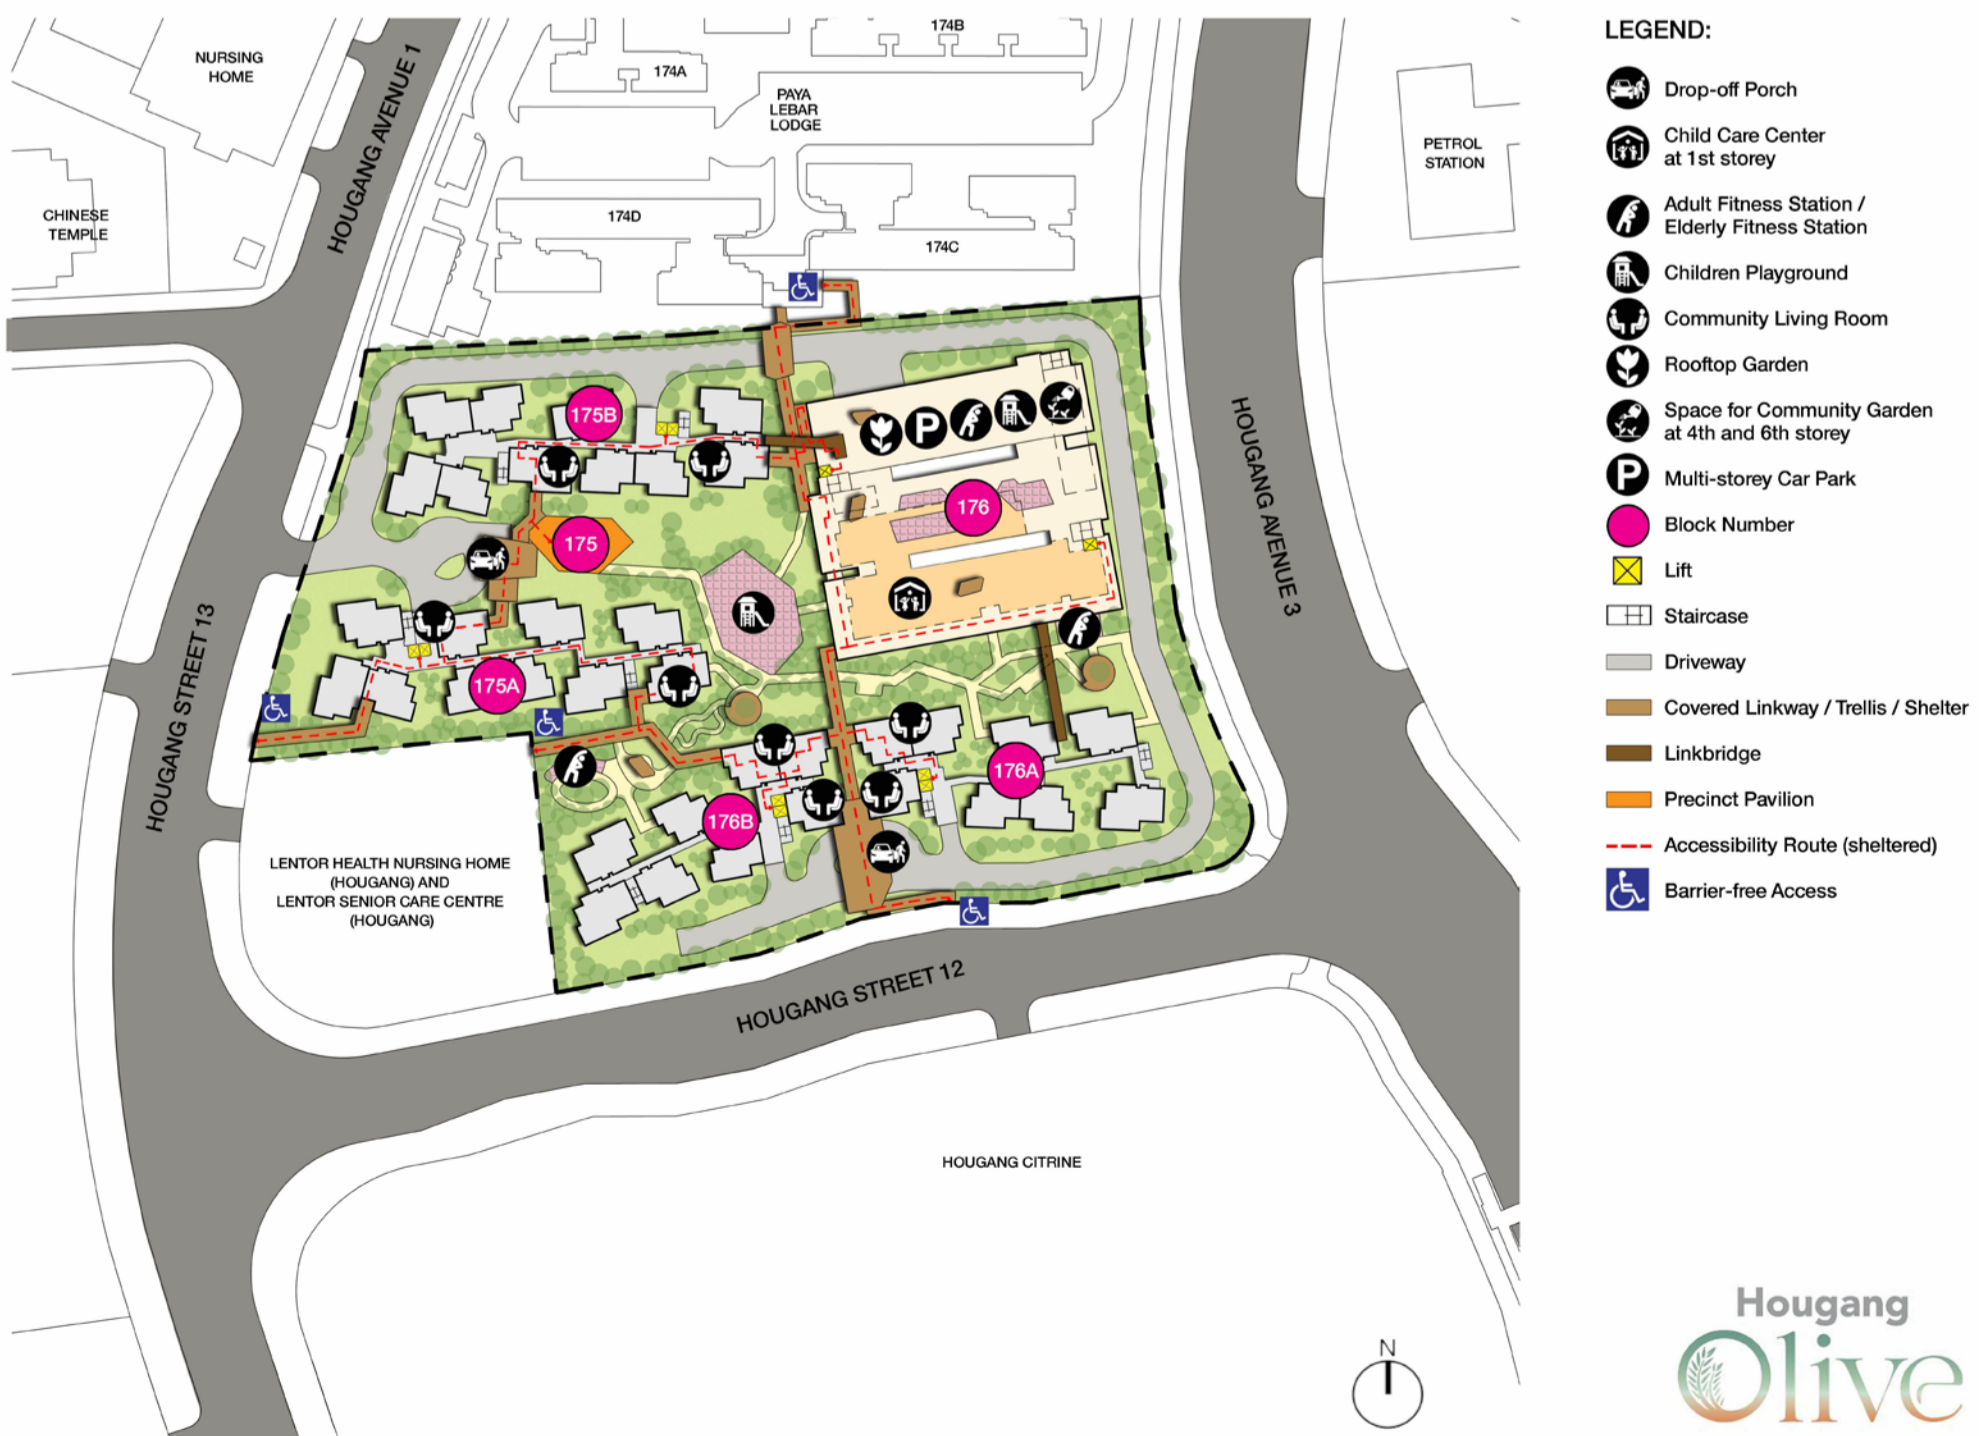 NURSING
HOME
HOUGANG AVENUE 1
174B
174A
PAYA
LEBAR
LODGE
PETROL
STATION
CHINESE
TEMPLE
174D
174C
175B
HOUGANG AVENUE 3
P
176
175
HOUGANG STREET 13
175A
176A
176B
LENTOR HEALTH NURSING HOME
(HOUGANG) AND
LENTOR SENIOR CARE CENTRE
(HOUGANG)
HOUGANG STREET 12
HOUGANG CITRINE
N
LEGEND:
Drop-off Porch
Child Care Center
at 1st storey
Adult Fitness Station /
Elderly Fitness Station
Children Playground
Community Living Room
Rooftop Garden
Space for Community Garden
at 4th and 6th storey
P
Multi-storey Car Park
Block Number
Lift
Staircase
Driveway
Covered Linkway / Trellis / Shelter
Linkbridge
Precinct Pavilion
Accessibility Route (sheltered)
Barrier-free Access
Hougang
Olive